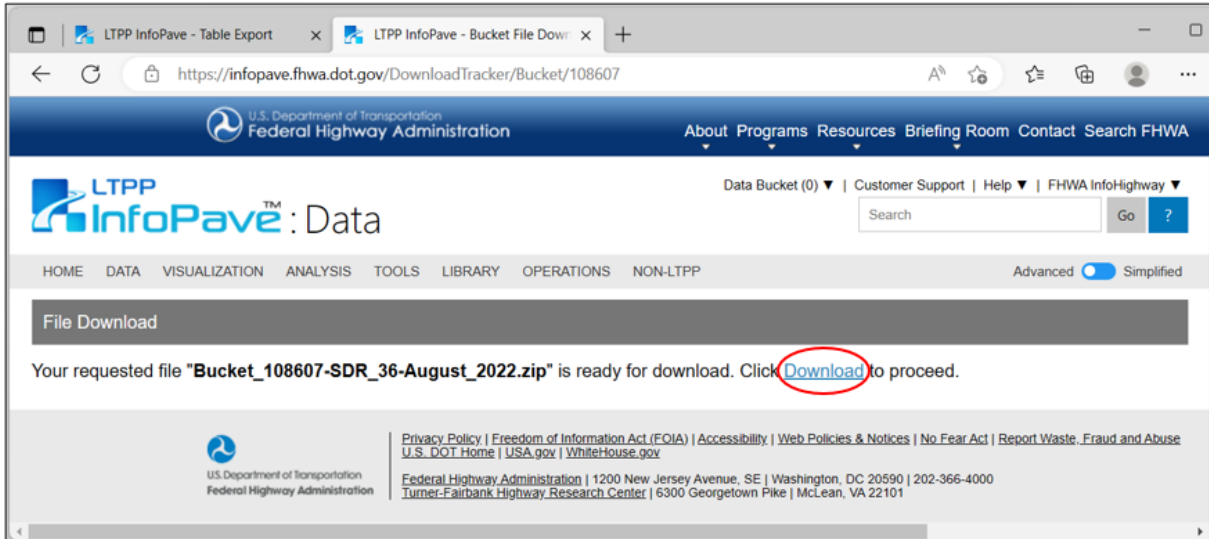 LTPP InfoPave - Table Export
LTPP InfoPave - Bucket File Down
https://infopave.fhwa.dot.gov/DownloadTracker/Bucket/108607
U.S. Department of Transportation
Federal Highway Administration
About Programs Resources Briefing Room Contact Search FHWA
Data Bucket (0) ▼ | Customer Support | Help ▼ | FHWA InfoHighway ▼
LTPP
InfoPave™: Data
Search Go ?
HOME DATA VISUALIZATION ANALYSIS TOOLS LIBRARY OPERATIONS NON-LTPP Advanced Simplified
File Download
Your requested file "Bucket_108607-SDR_36-August_2022.zip" is ready for download. Click Download to proceed.
Privacy Policy | Freedom of Information Act (FOIA) | Accessibility | Web Policies & Notices | No Fear Act | Report Waste, Fraud and Abuse
U.S. DOT Home | USA.gov | WhiteHouse.gov
U.S. Department of Transportation
Federal Highway Administration
Federal Highway Administration | 1200 New Jersey Avenue, SE | Washington, DC 20590 | 202-366-4000
Turner-Fairbank Highway Research Center | 6300 Georgetown Pike | McLean, VA 22101